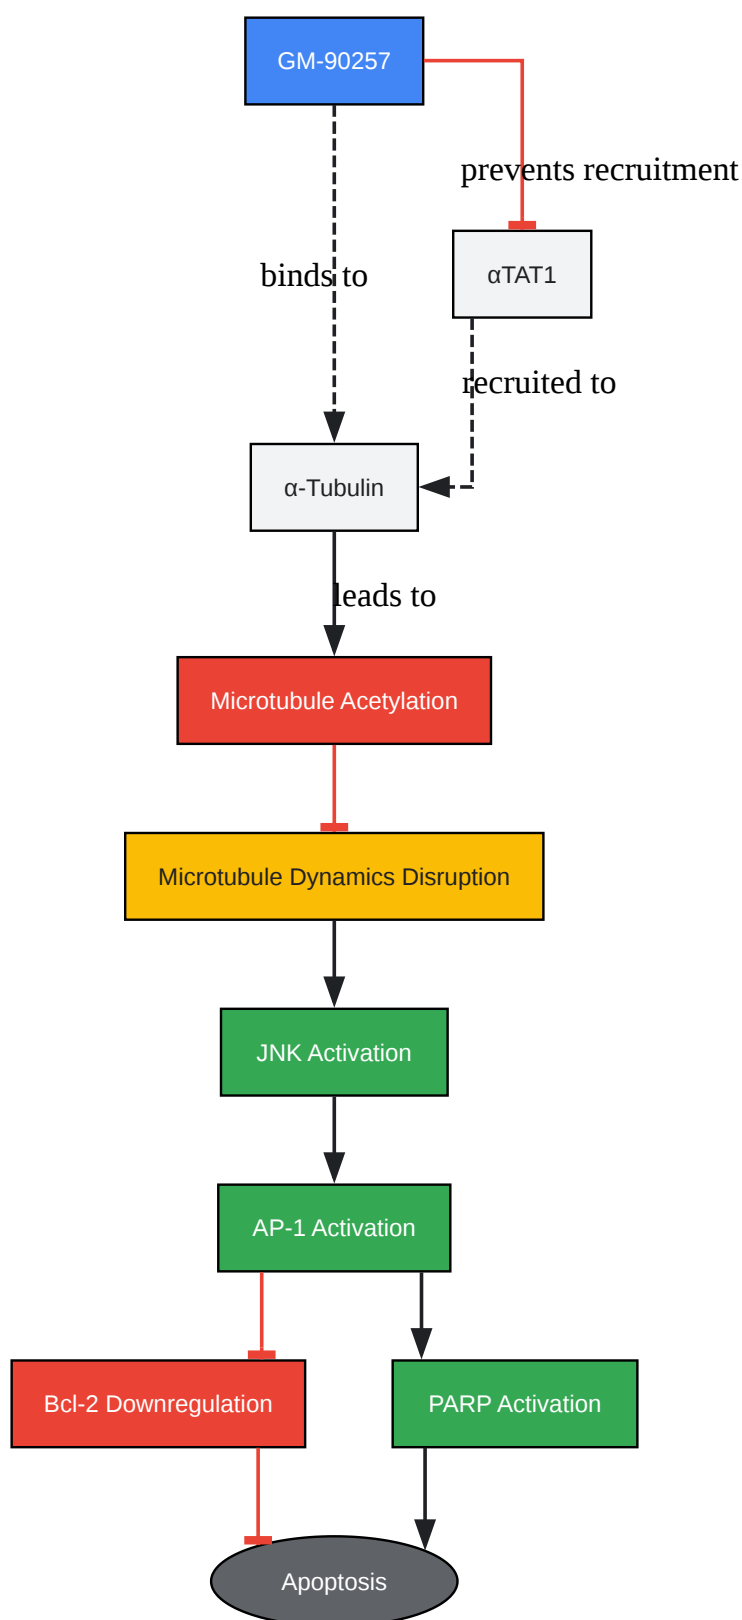 GM-90257
prevents recruitment
αTAT1
binds to
recruited to
α-Tubulin
leads to
Microtubule Acetylation
Microtubule Dynamics Disruption
JNK Activation
AP-1 Activation
Bcl-2 Downregulation
PARP Activation
Apoptosis